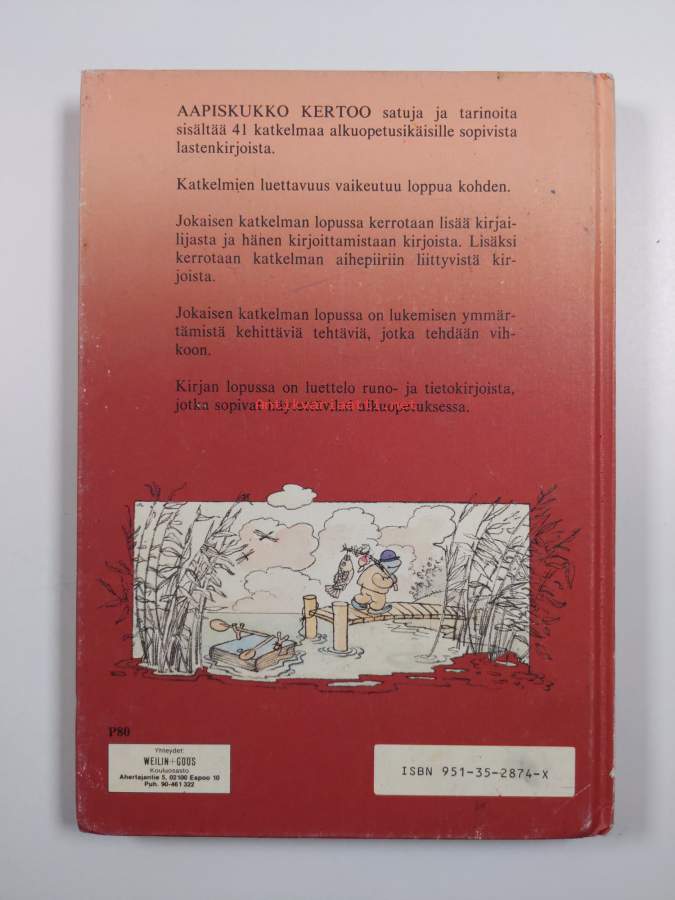 AAPISKUKKO KERTOO satuja ja tarinoita
sisältää 41 katkelmaa alkuopetusikäisille sopivista
lastenkirjoista.
Katkelmien luettavuus vaikeutuu loppua kohden.
Jokaisen katkelman lopussa kerrotaan lisää kirjai-
lijasta ja hänen kirjoittamistaan kirjoista. Lisäksi
kerrotaan katkelman aihepiiriin liittyvistä kir-
joista.
Jokaisen katkelman lopussa on lukemisen ymmär-
tämistä kehittäviä tehtäviä, jotka tehdään vih-
koon.
Kirjan lopussa on luettelo runo- ja tietokirjoista,
jotka sopivat alkuopetuksessa.
P80
Yhteydet:
WEILIN+GÖÖS
Kouluosasto
Ahertajantie 5, 02100 Espoo 10
Puh. 90-461 322
ISBN 951-35-2874-X